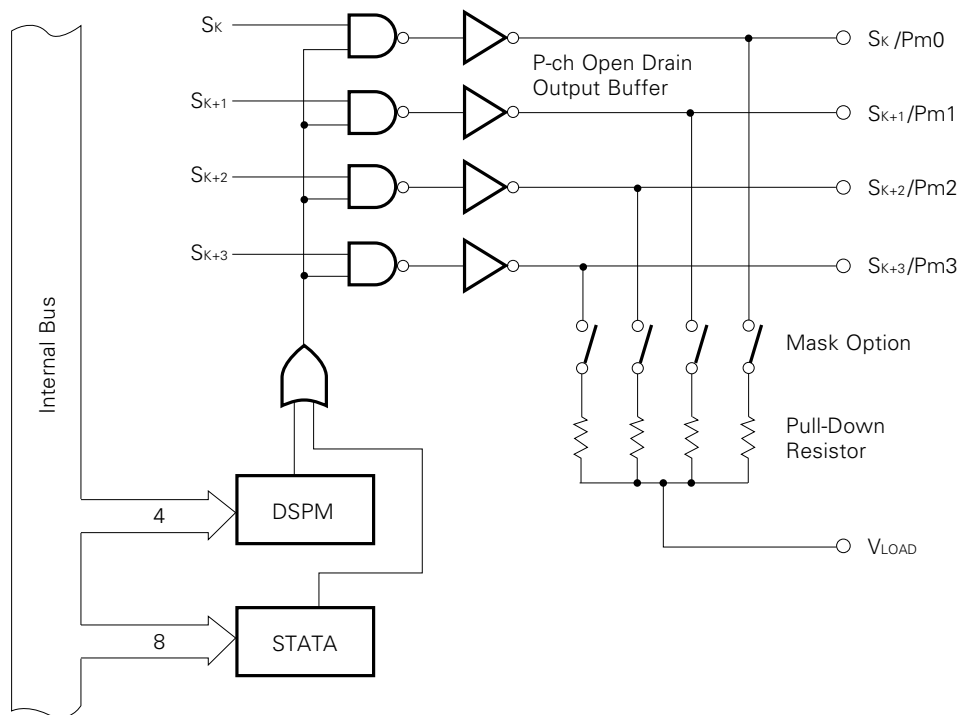 SK
SK/Pm0
P-ch Open Drain
Output Buffer
SK+1
SK+1/Pm1
SK+2
SK+2/Pm2
SK+3
SK+3/Pm3
Internal Bus
Mask Option
Pull-Down
Resistor
4
DSPM
VLOAD
8
STATA